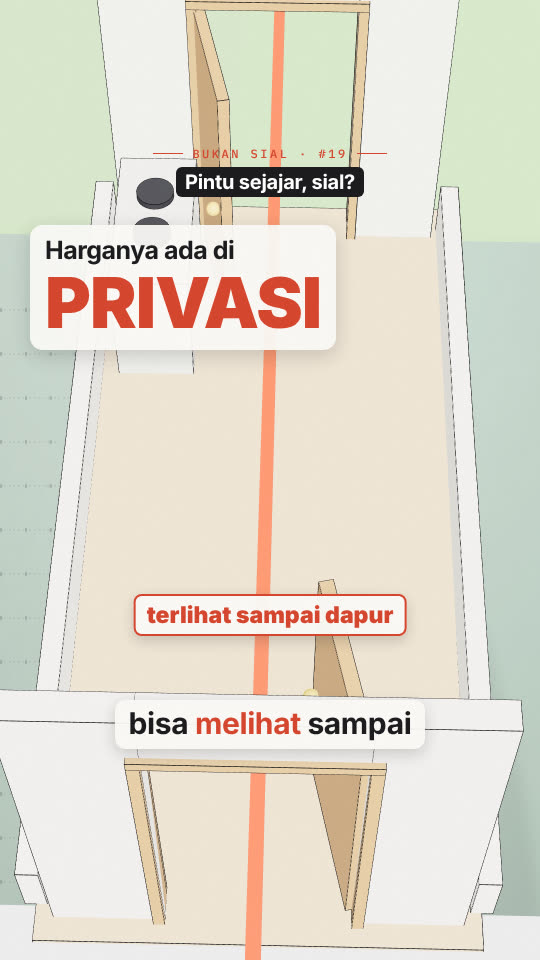 BUKAN SIAL · #19
Pintu sejajar, sial?
Harganya ada di
PRIVASI
terlihat sampai dapur
bisa melihat sampai